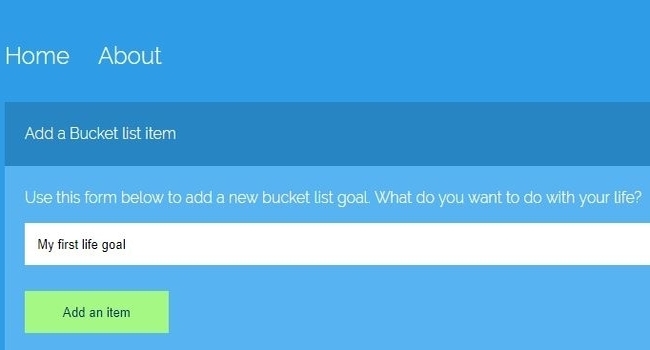 Home About
Add a Bucket list item
Use this form below to add a new bucket list goal. What do you want to do with your life?
My first life goal
Add an item